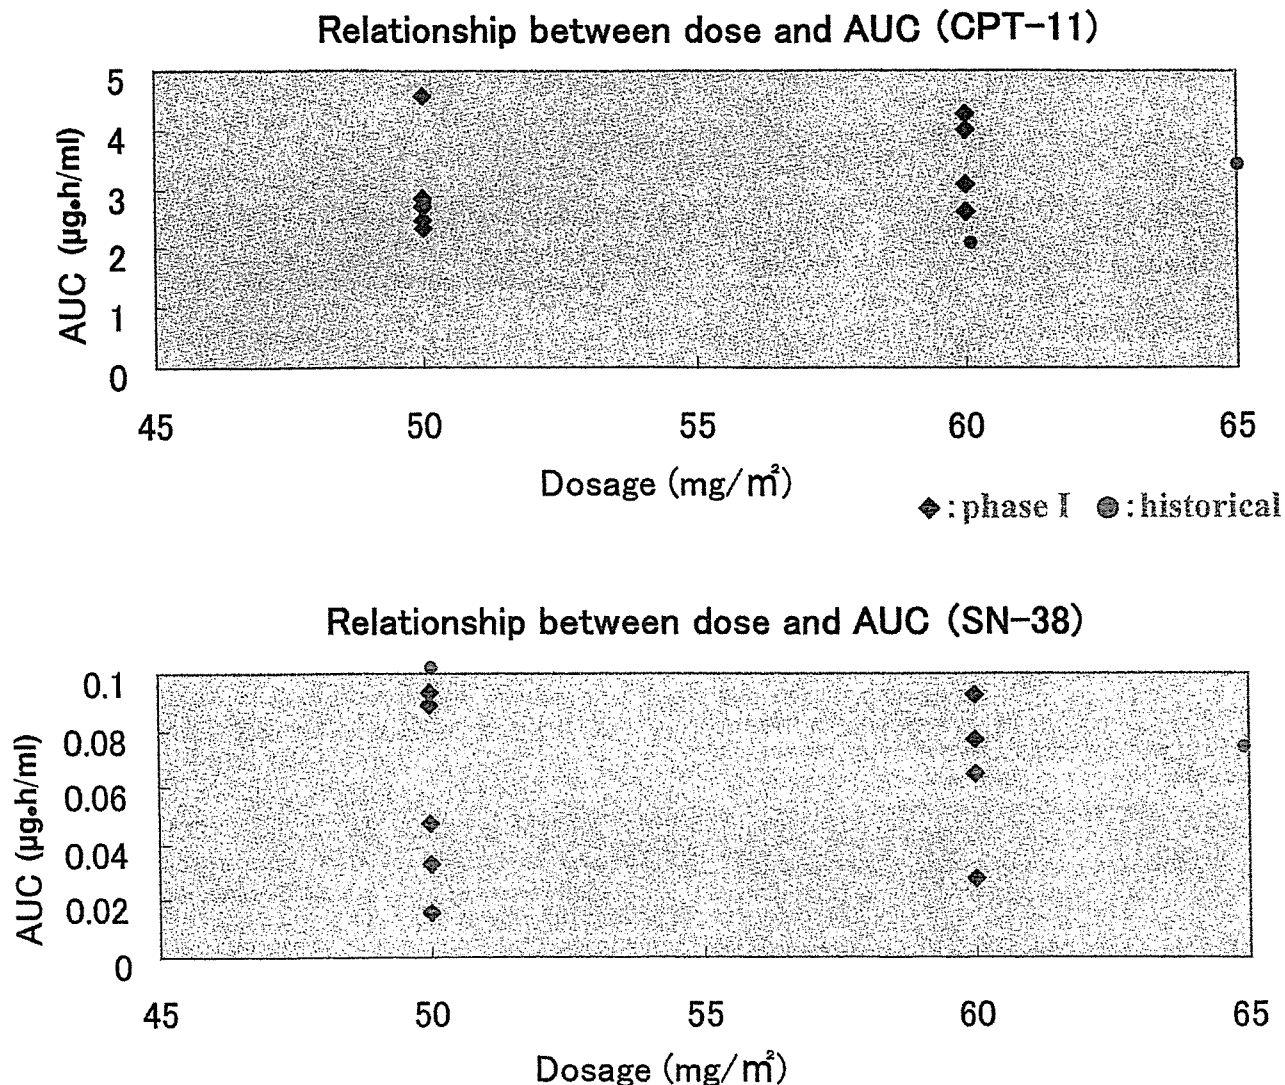 Relationship between dose and AUC (CPT-11)
AUC (µg•h/ml)
5
4
3
2
1
0
45 50 55 60 65
Dosage (mg/㎡)
◆: phase I ●: historical
Relationship between dose and AUC (SN-38)
AUC (µg•h/ml)
0.1
0.08
0.06
0.04
0.02
0
45 50 55 60 65
Dosage (mg/㎡)